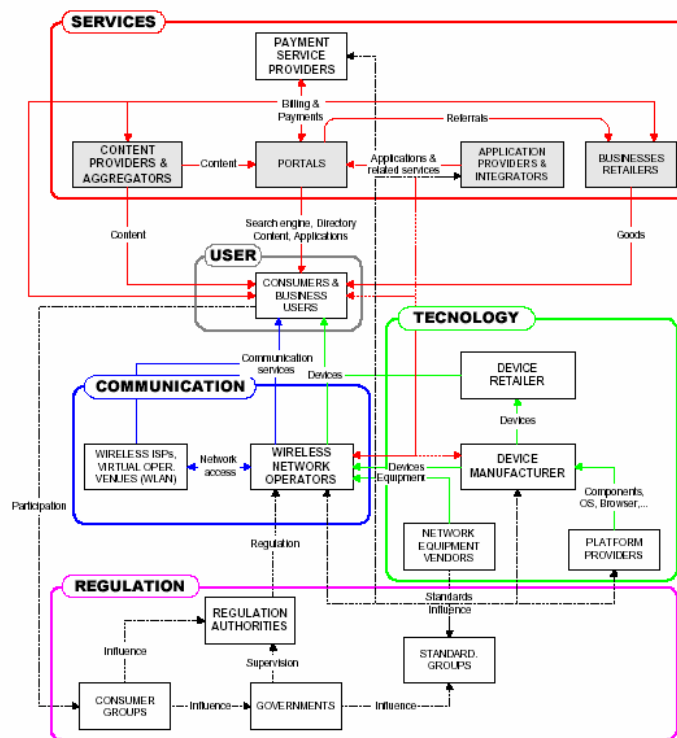 SERVICES
PAYMENT
SERVICE
PROVIDERS
Billing &
Payments
Referrals
CONTENT
PROVIDERS &
AGGREGATORS
Content
PORTALS
Applications &
related services
APPLICATION
PROVIDERS &
INTEGRATORS
BUSINESSES
RETAILERS
Content
Search engine, Directory
Content, Applications
Goods
USER
CONSUMERS &
BUSINESS
USERS
TECNOLOGY
Communication
services
Devices
DEVICE
RETAILER
COMMUNICATION
Devices
WIRELESS ISPs,
VIRTUAL OPER.
VENUES (WLAN)
Network
access
WIRELESS
NETWORK
OPERATORS
Devices
Equipment
DEVICE
MANUFACTURER
Components,
OS, Browser,...
Participation
Regulation
NETWORK
EQUIPMENT
VENDORS
PLATFORM
PROVIDERS
REGULATION
Standards
Influence
REGULATION
AUTHORITIES
Influence
Supervision
STANDARD.
GROUPS
CONSUMER
GROUPS
Influence
GOVERNMENTS
Influence